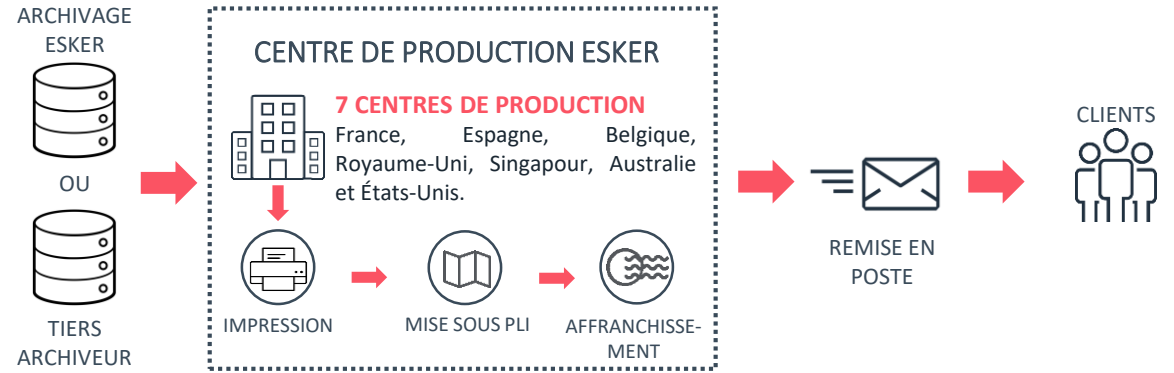 ARCHIVAGE
ESKER
OU
TIERS
ARCHIVEUR
CENTRE DE PRODUCTION ESKER
7 CENTRES DE PRODUCTION
France, Espagne, Belgique,
Royaume-Uni, Singapour, Australie
et États-Unis.
IMPRESSION
MISE SOUS PLI
AFFRANCHISSE-
MENT
REMISE EN
POSTE
CLIENTS